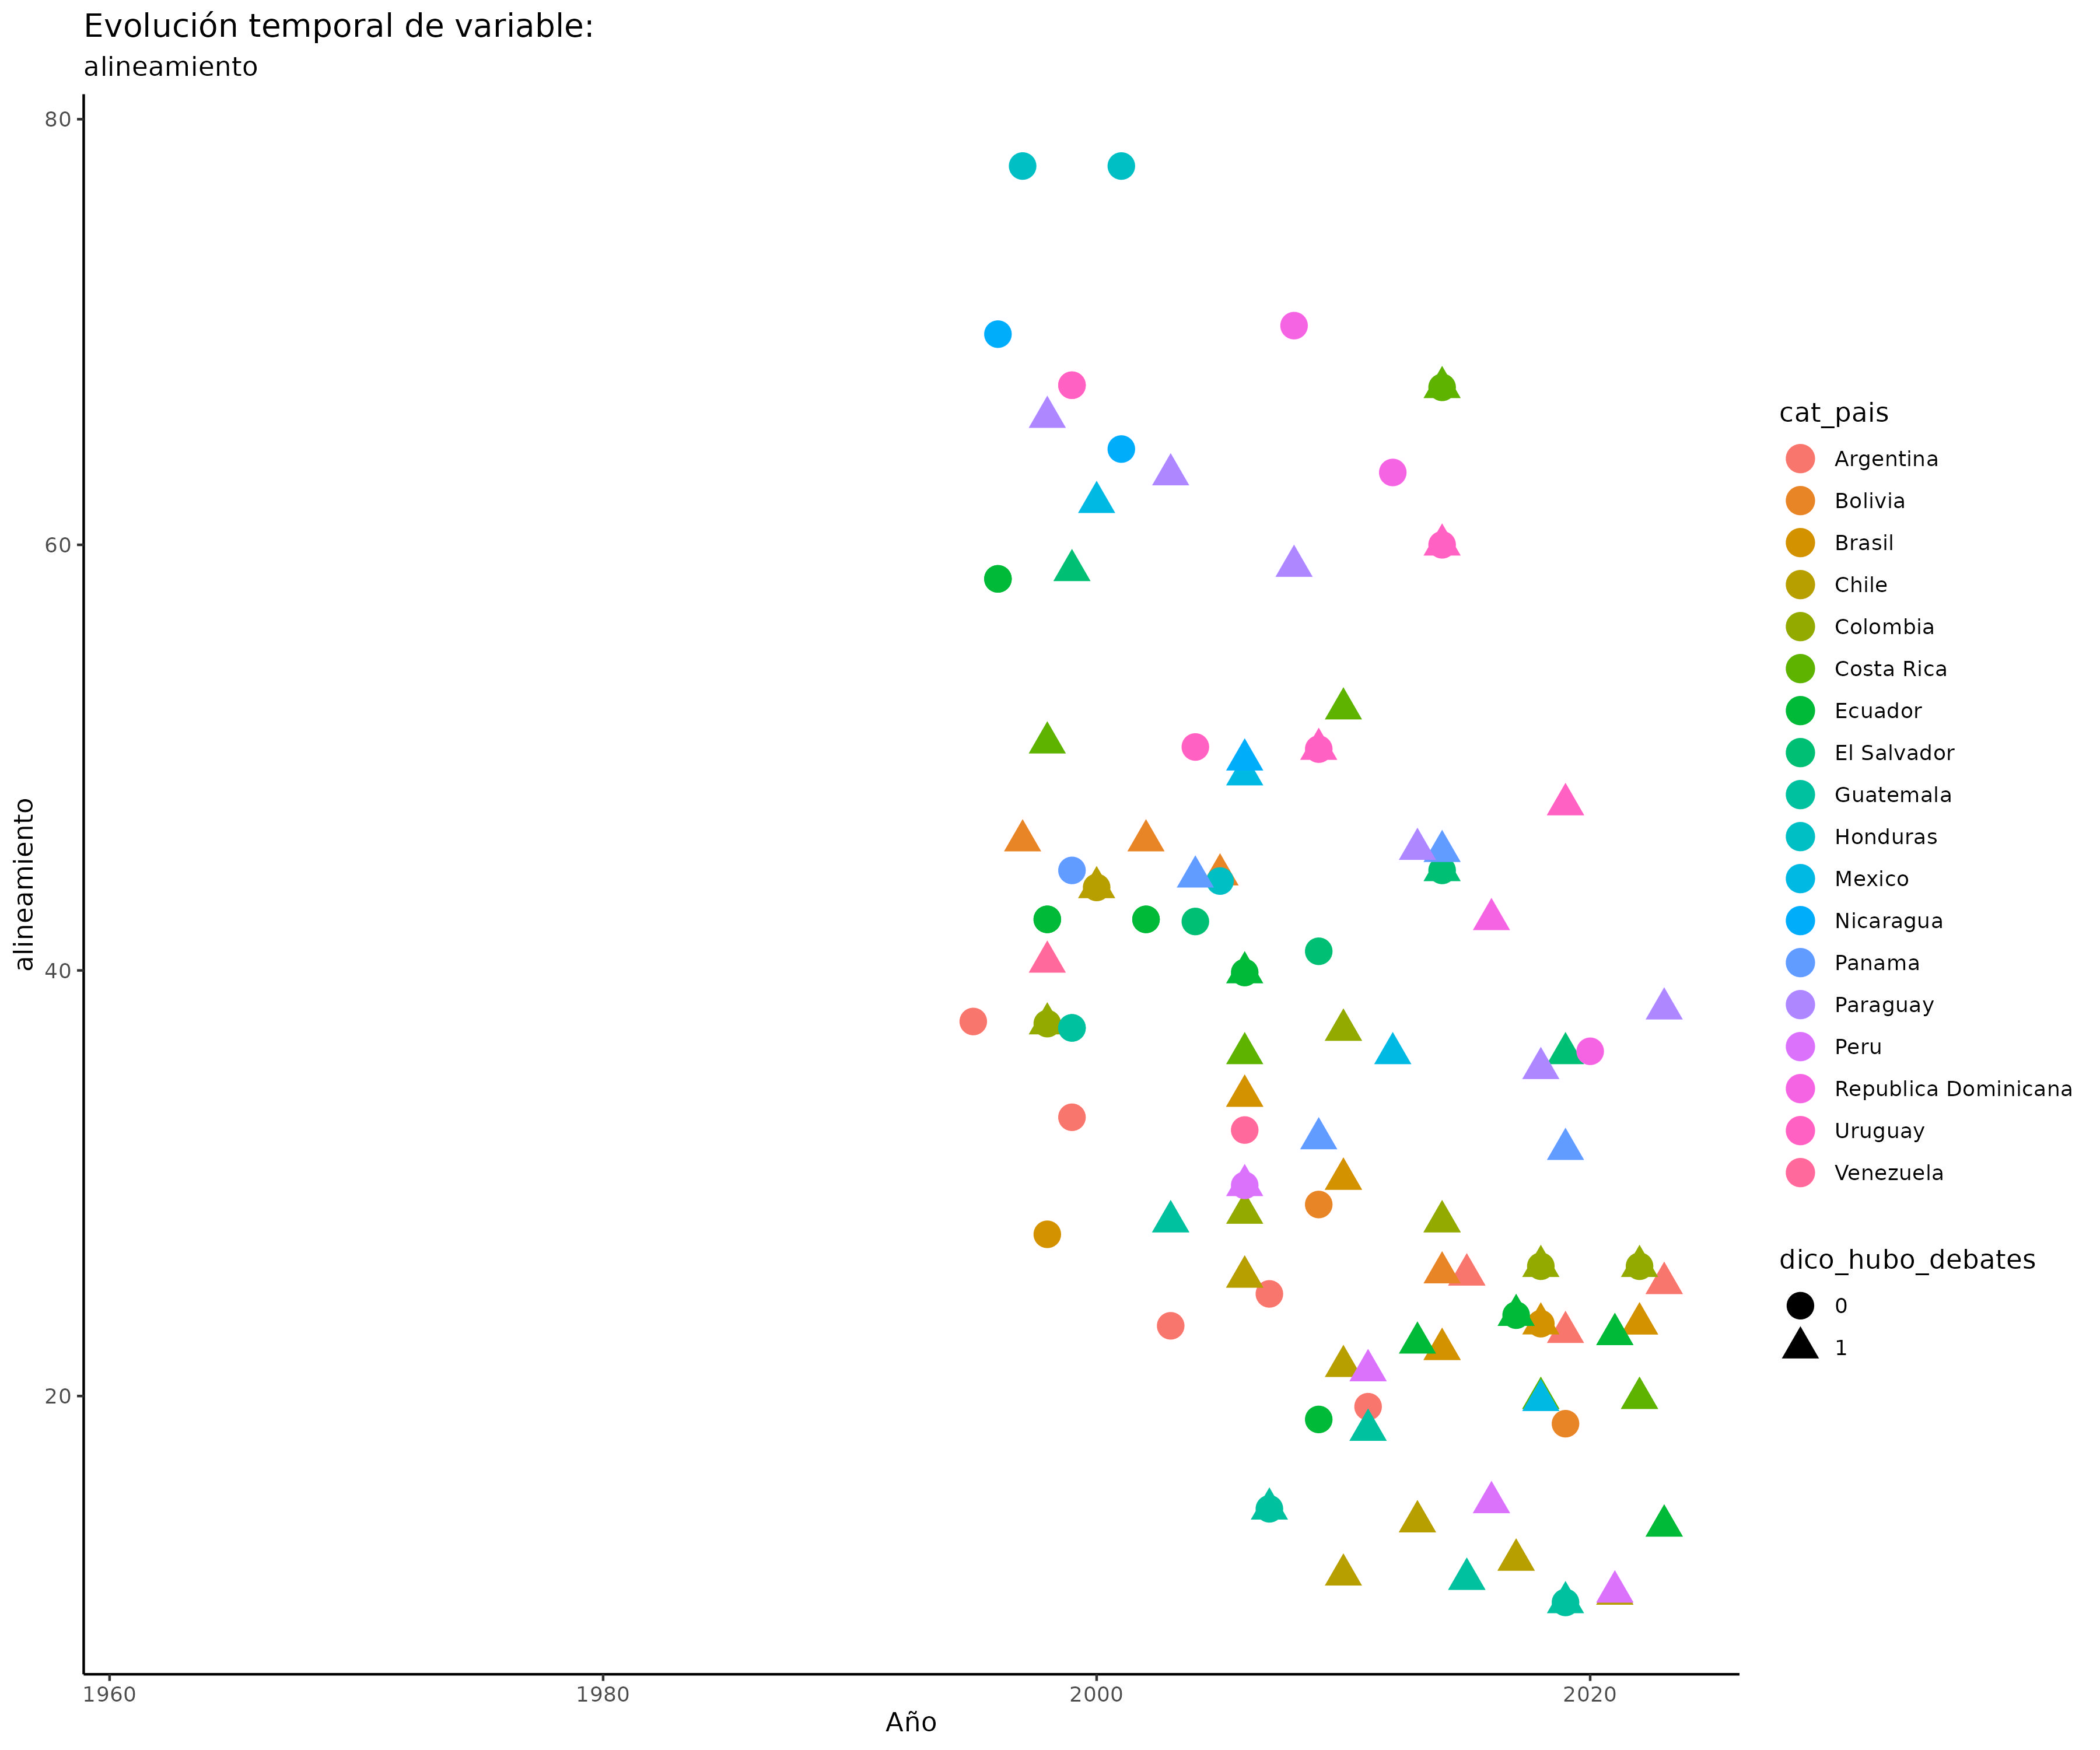 Evolución temporal de variable:
alineamiento
80
60
40
20
alineamiento
1960
1980
2000
2020
Año
cat_pais
Argentina
Bolivia
Brasil
Chile
Colombia
Costa Rica
Ecuador
El Salvador
Guatemala
Honduras
Mexico
Nicaragua
Panama
Paraguay
Peru
Republica Dominicana
Uruguay
Venezuela
dico_hubo_debates
0
1